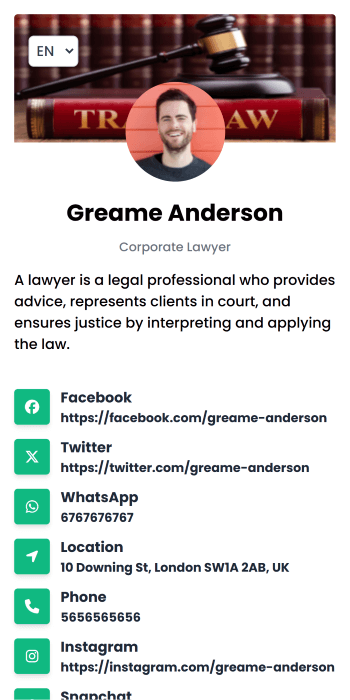 EN
TR
AW
Greame Anderson
Corporate Lawyer
A lawyer is a legal professional who provides
advice, represents clients in court, and
ensures justice by interpreting and applying
the law.
Facebook
https://facebook.com/greame-anderson
Twitter
https://twitter.com/greame-anderson
WhatsApp
6767676767
Location
10 Downing St, London SW1A 2AB, UK
Phone
5656565656
Instagram
https://instagram.com/greame-anderson
Snapchat